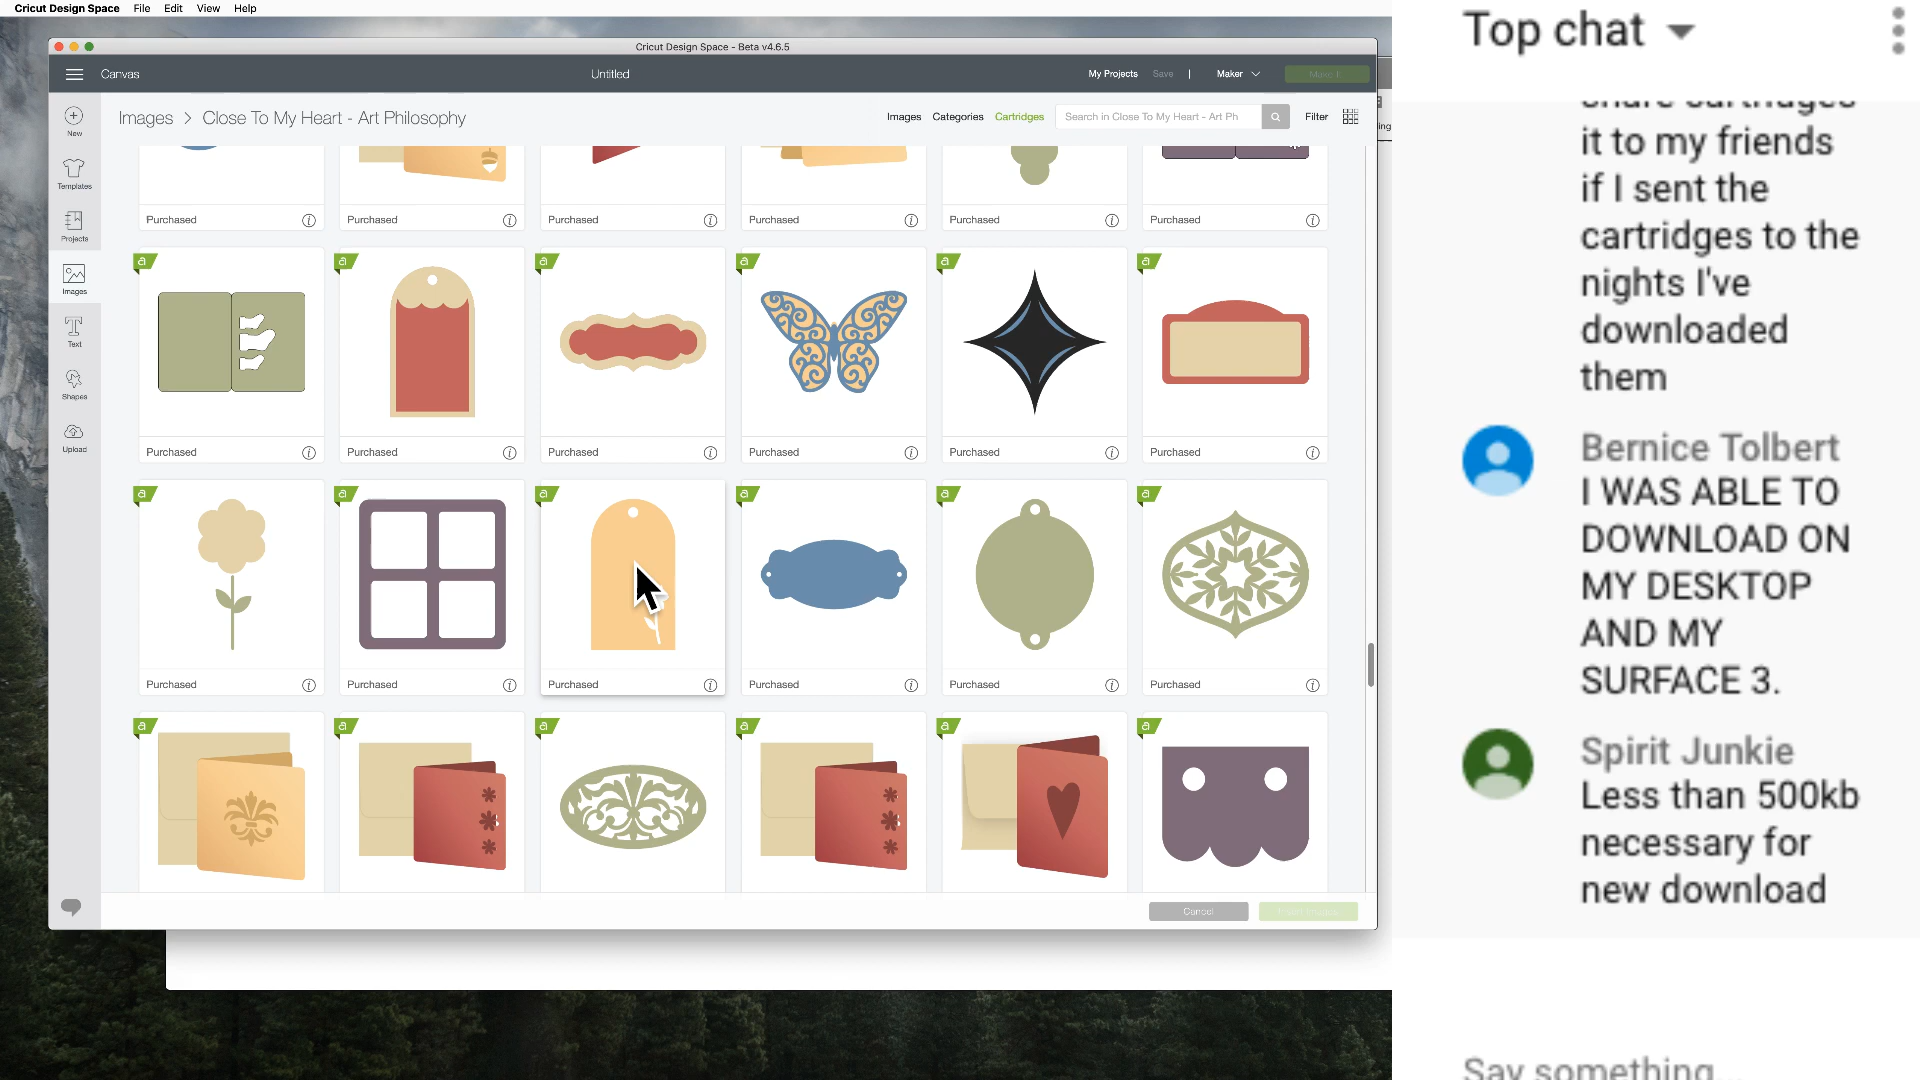 Cricut Design Space File Edit View Help
Cricut Design Space - Beta v4.6.5
Canvas Untitled My Projects Save | Maker
Images > Close To My Heart - Art Philosophy Images Categories Cartridges Search in Close To My Heart - Art Ph Filter
New
Templates
Projects
Images
Text
Shapes
Upload
Purchased Purchased Purchased Purchased Purchased Purchased
a a a a a a
Purchased Purchased Purchased Purchased Purchased Purchased
a a a a a a
Purchased Purchased Purchased Purchased Purchased Purchased
a a a a a a
Cancel
Top chat
share cartridges
it to my friends
if I sent the
cartridges to the
nights I've
downloaded
them
Bernice Tolbert
I WAS ABLE TO
DOWNLOAD ON
MY DESKTOP
AND MY
SURFACE 3.
Spirit Junkie
Less than 500kb
necessary for
new download
Say something...